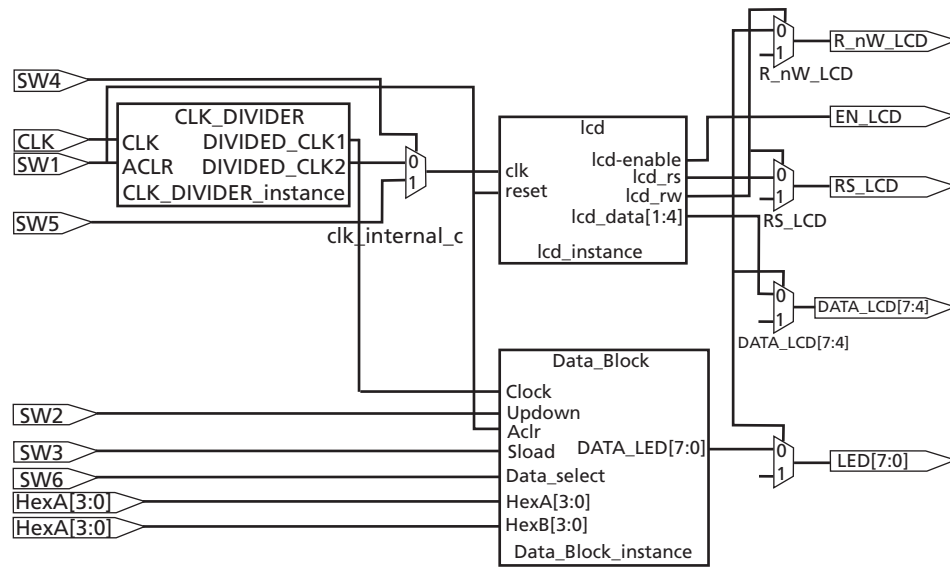 SW4
CLK
SW1
SW5
CLK_DIVIDER
CLK
DIVIDED_CLK1
ACLR
DIVIDED_CLK2
CLK_DIVIDER_instance
0
1
clk_internal_c
lcd
clk
reset
lcd-enable
lcd_rs
lcd_rw
lcd_data[1:4]
lcd_instance
0
1
R_nW_LCD
R_nW_LCD
EN_LCD
0
1
RS_LCD
RS_LCD
0
1
DATA_LCD[7:4]
DATA_LCD[7:4]
SW2
SW3
SW6
HexA[3:0]
HexA[3:0]
Data_Block
Clock
Updown
Aclr
Sload
DATA_LED[7:0]
Data_select
HexA[3:0]
HexB[3:0]
Data_Block_instance
0
1
LED[7:0]